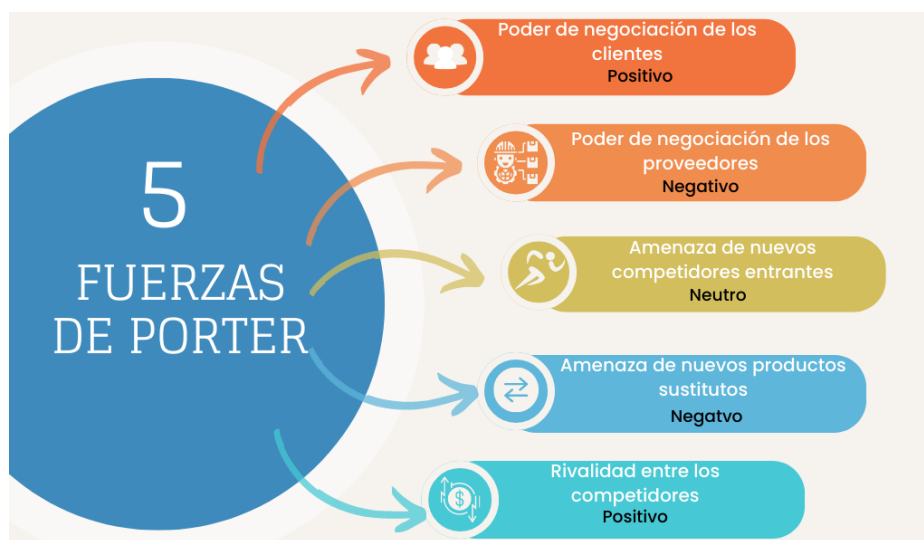 5
FUERZAS
DE PORTER
Poder de negociación de los
clientes
Positivo
Poder de negociación de los
proveedores
Negativo
Amenaza de nuevos
competidores entrantes
Neutro
Amenaza de nuevos productos
sustitutos
Negatvo
Rivalidad entre los
competidores
Positivo